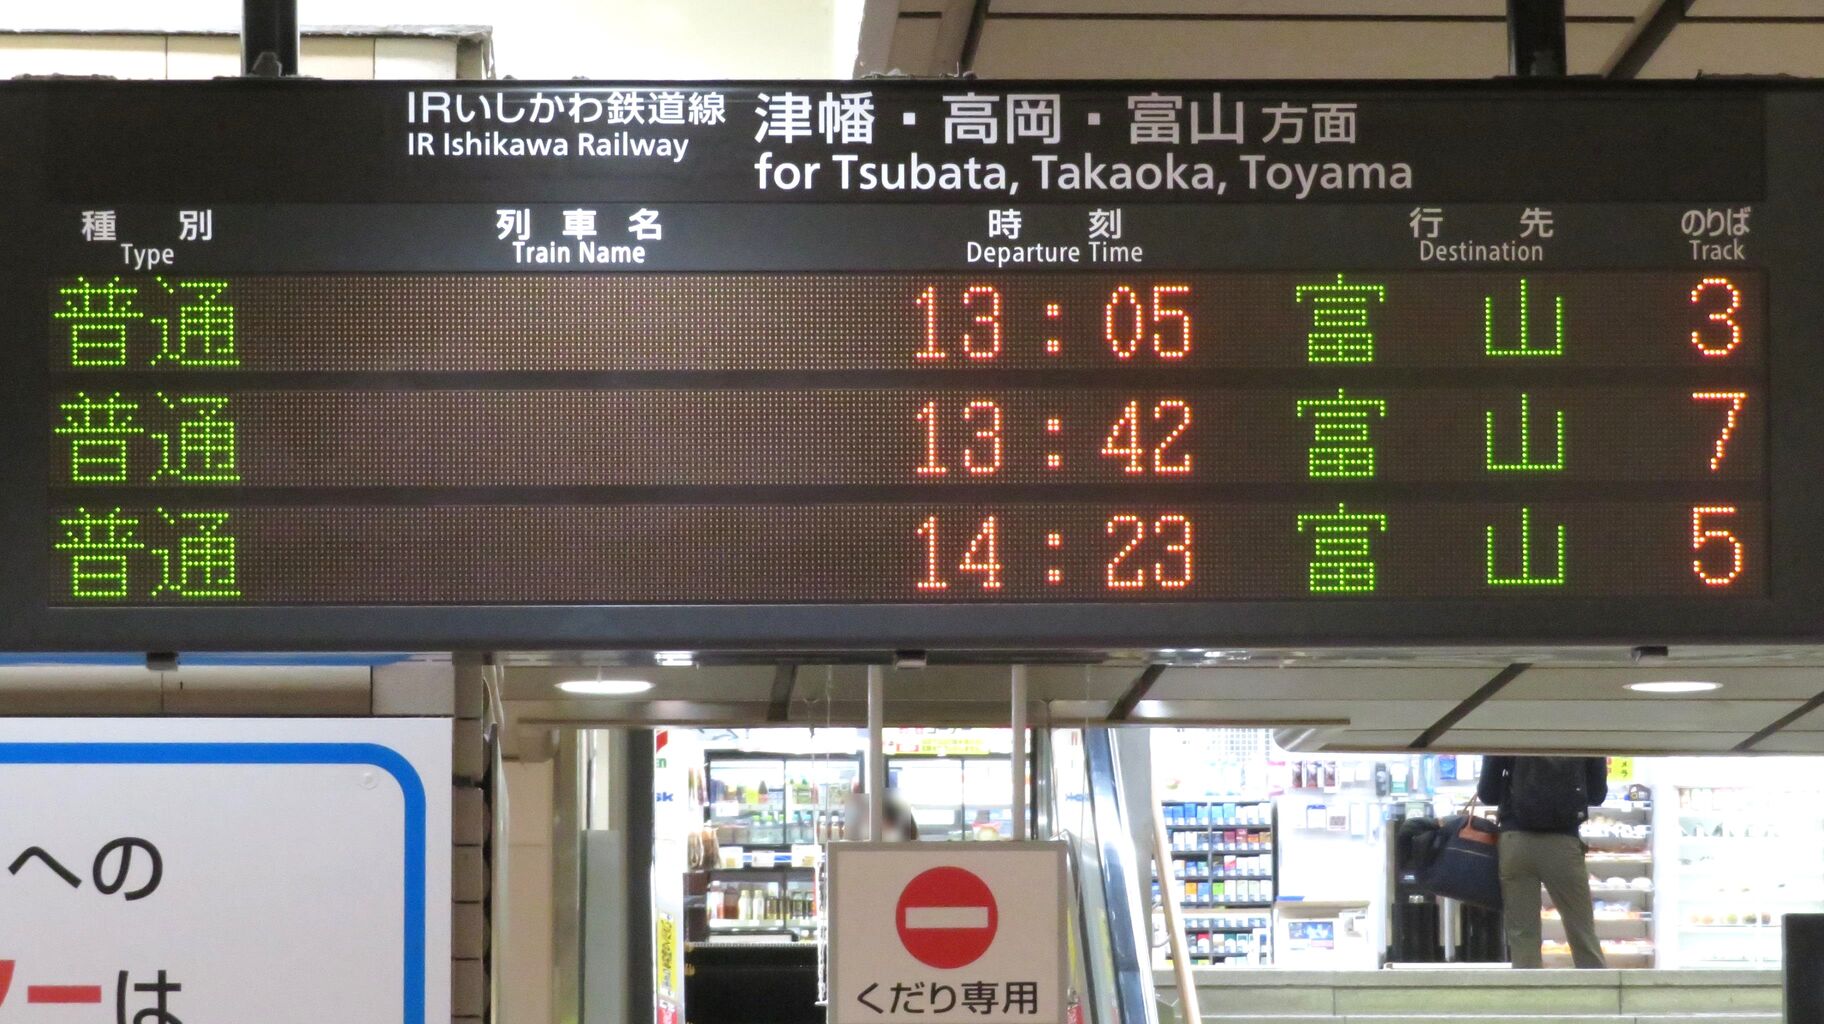 IRいしかわ鉄道線 津幡・高岡・富山方面
IR Ishikawa Railway for Tsubata, Takaoka, Toyama
種別 列車名 時刻 行先 のりば
Type Train Name Departure Time Destination Track
普通 13:05 富山 3
普通 13:42 富山 7
普通 14:23 富山 5
への
ーは
くだり専用